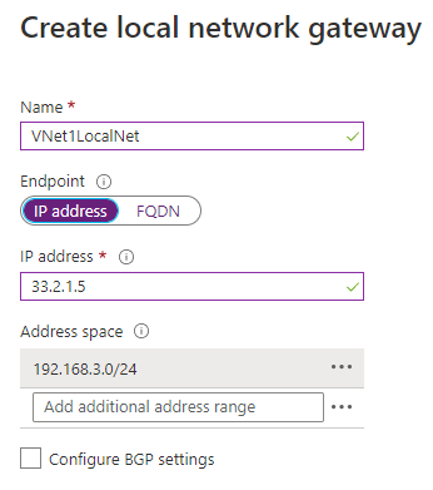 Create local network gateway
Name *
VNet1LocalNet
Endpoint
IP address FQDN
IP address *
33.2.1.5
Address space
192.168.3.0/24
Add additional address range
Configure BGP settings